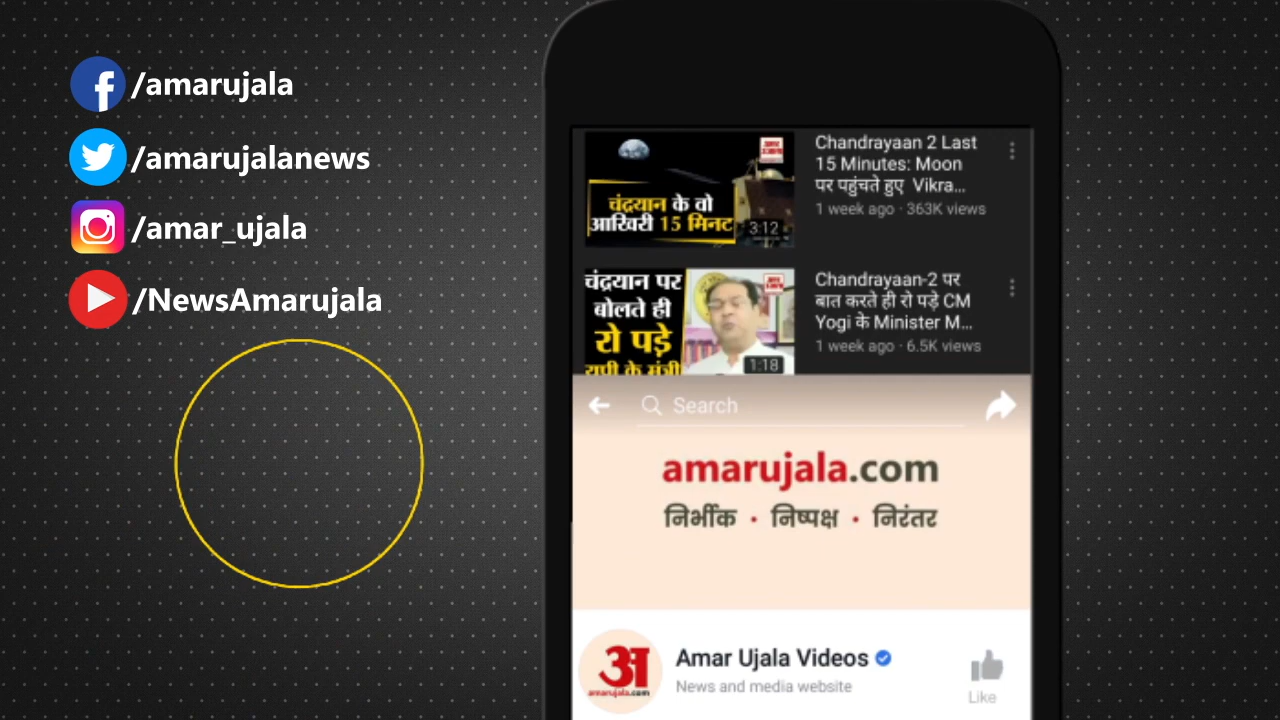 /amarujala
/amarujalanews
/amar_ujala
/NewsAmarujala
चंद्रयान के वो
आखिरी 15 मिनट
3:12
Chandrayaan 2 Last
15 Minutes: Moon
पर पहुंचते हुए Vikra...
1 week ago · 363K views
चंद्रयान पर
बोलते ही
रो पड़े
यूपी के मंत्री
1:18
Chandrayaan-2 पर
बात करते ही रो पड़े CM
Yogi के Minister M...
1 week ago · 6.5K views
Search
amarujala.com
निर्भीक • निष्पक्ष • निरंतर
अ
amarujala.com
Amar Ujala Videos
News and media website
Like